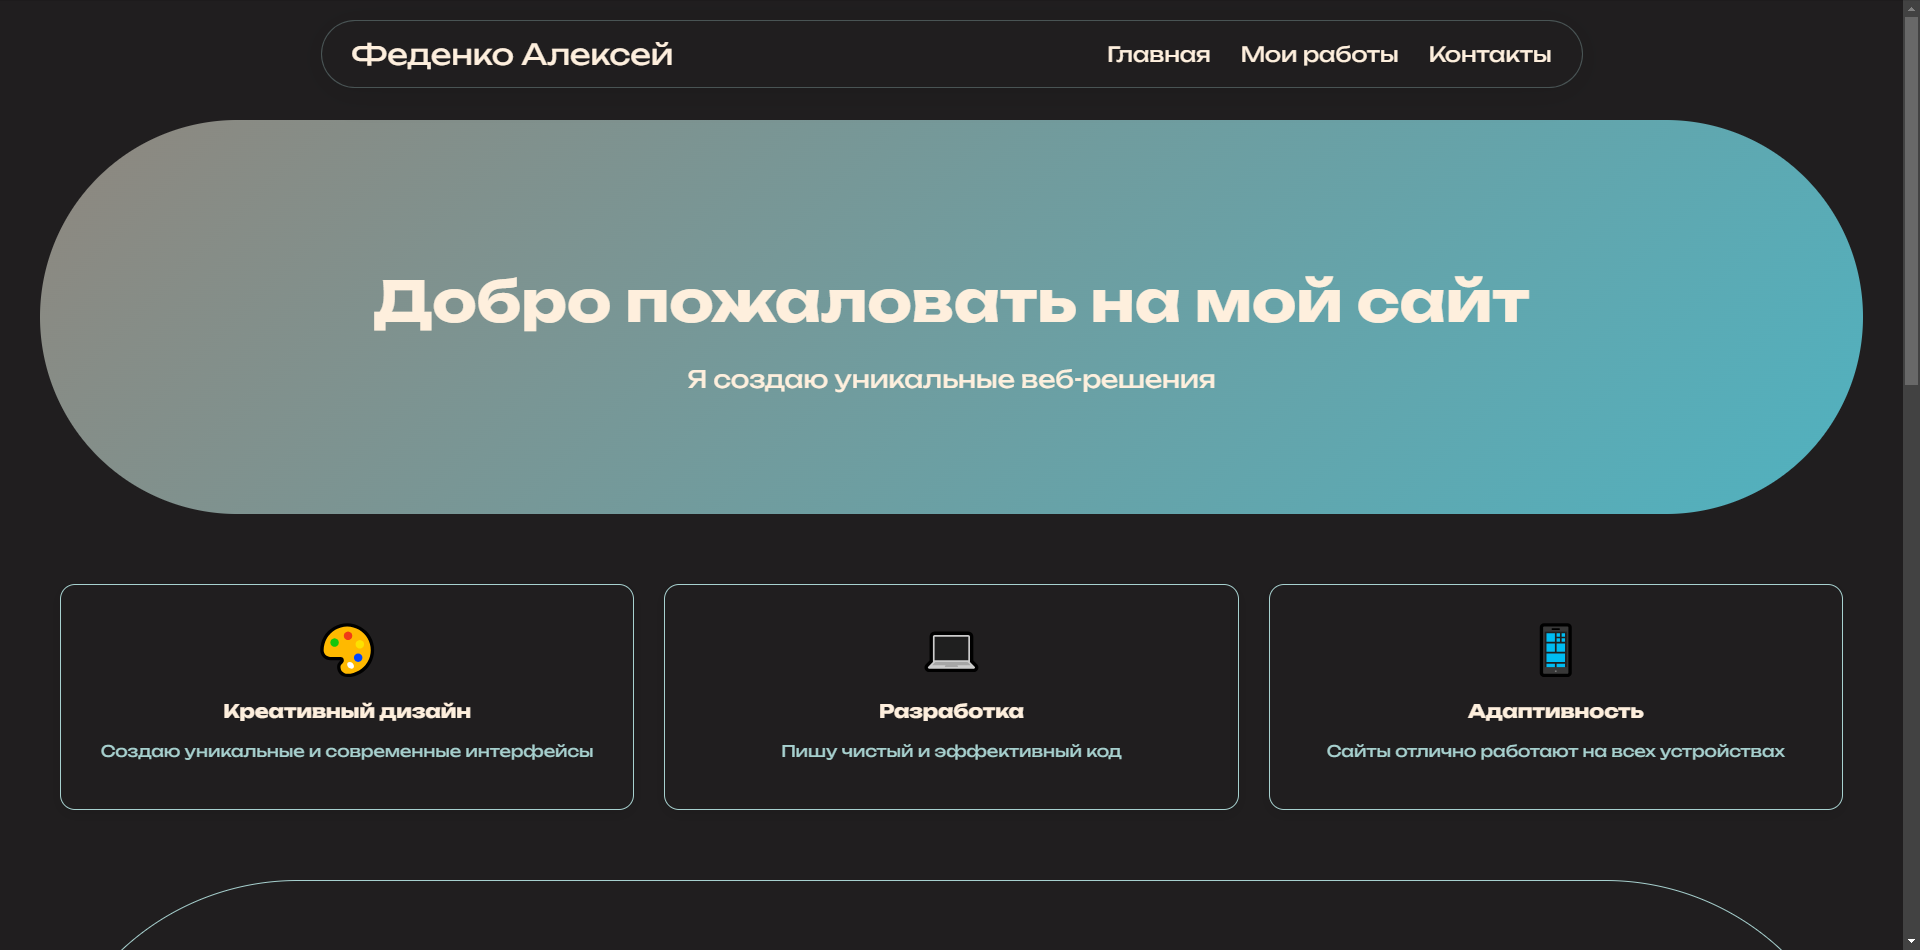 Феденко Алексей
Главная Мои работы Контакты
Добро пожаловать на мой сайт
Я создаю уникальные веб-решения
Креативный дизайн
Создаю уникальные и современные интерфейсы
Разработка
Пишу чистый и эффективный код
Адаптивность
Сайты отлично работают на всех устройствах